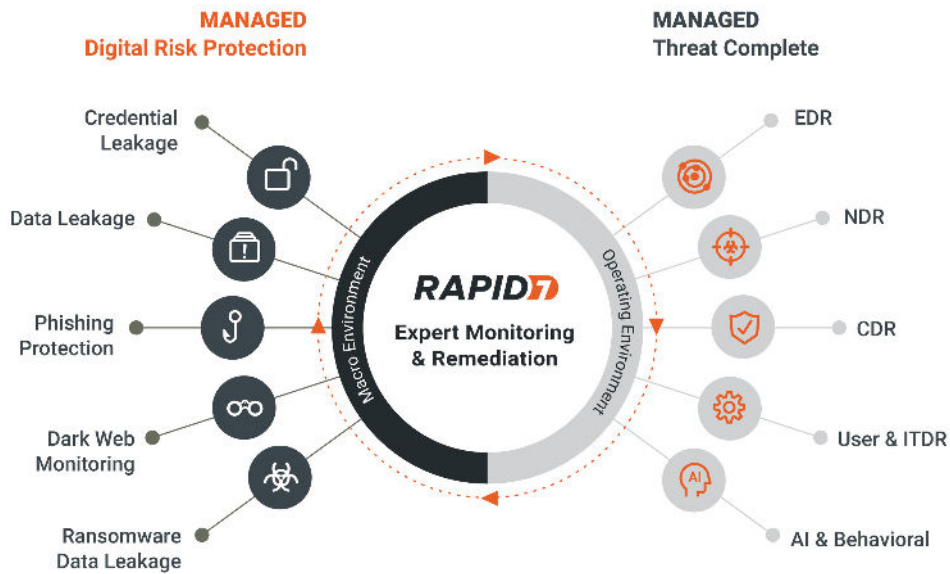 MANAGED
Digital Risk Protection
Credential
Leakage
Data Leakage
Phishing
Protection
Dark Web
Monitoring
Ransomware
Data Leakage
Macro Environment
RAPID7
Expert Monitoring
& Remediation
Operating Environment
MANAGED
Threat Complete
EDR
NDR
CDR
User & ITDR
AI
AI & Behavioral